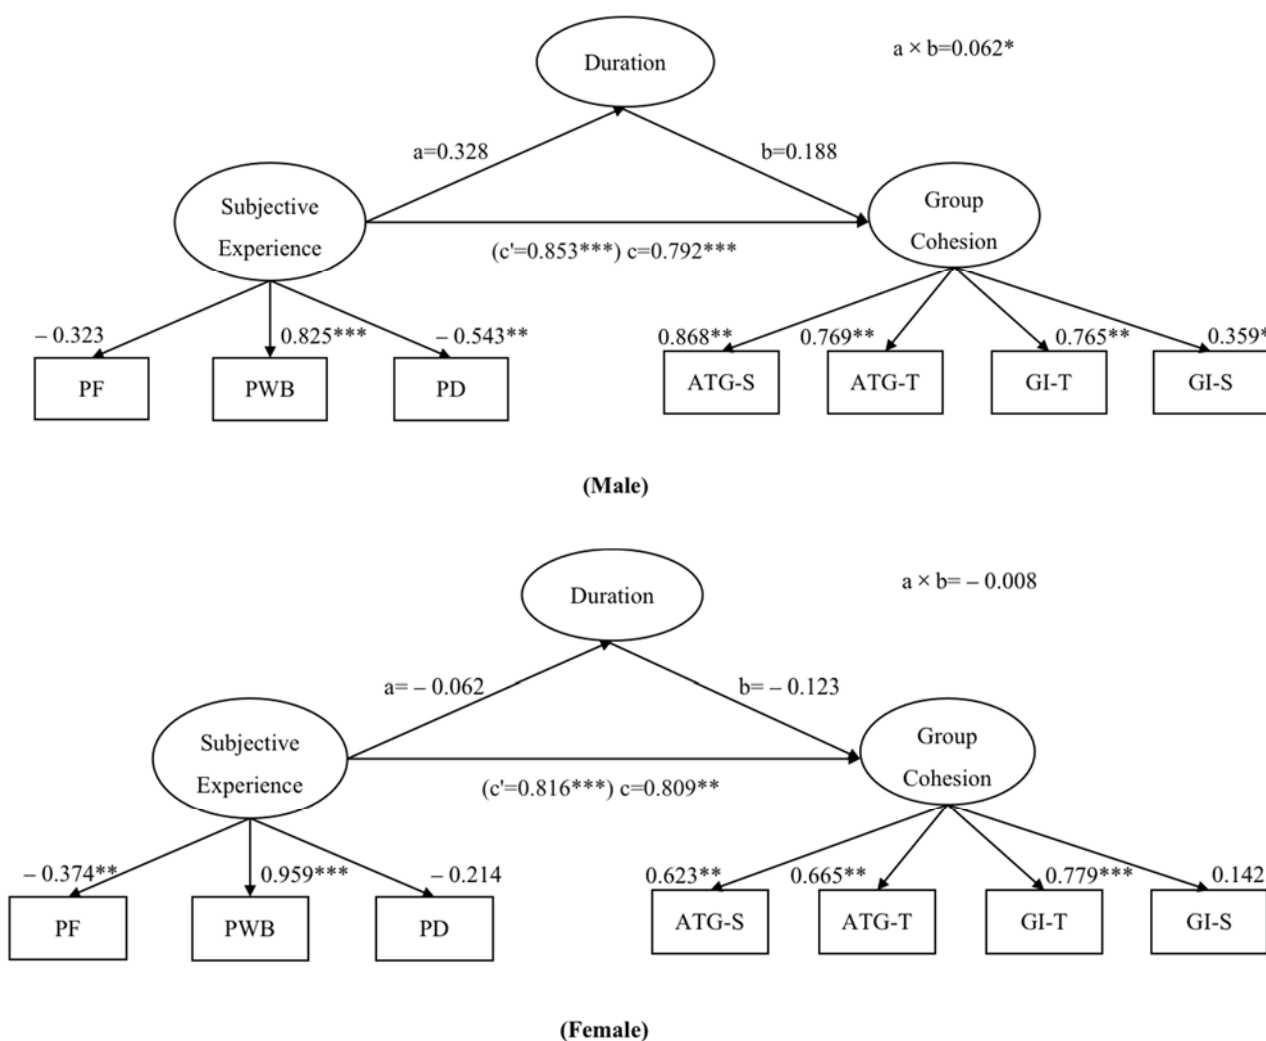 Duration
a × b=0.062*
a=0.328
b=0.188
Subjective
Experience
Group
Cohesion
(c'=0.853***) c=0.792***
– 0.323
0.825***
– 0.543**
0.868**
0.769**
0.765**
0.359*
PF
PWB
PD
ATG-S
ATG-T
GI-T
GI-S
(Male)
Duration
a × b= – 0.008
a= – 0.062
b= – 0.123
Subjective
Experience
Group
Cohesion
(c'=0.816***) c=0.809**
– 0.374**
0.959***
– 0.214
0.623**
0.665**
0.779***
0.142
PF
PWB
PD
ATG-S
ATG-T
GI-T
GI-S
(Female)